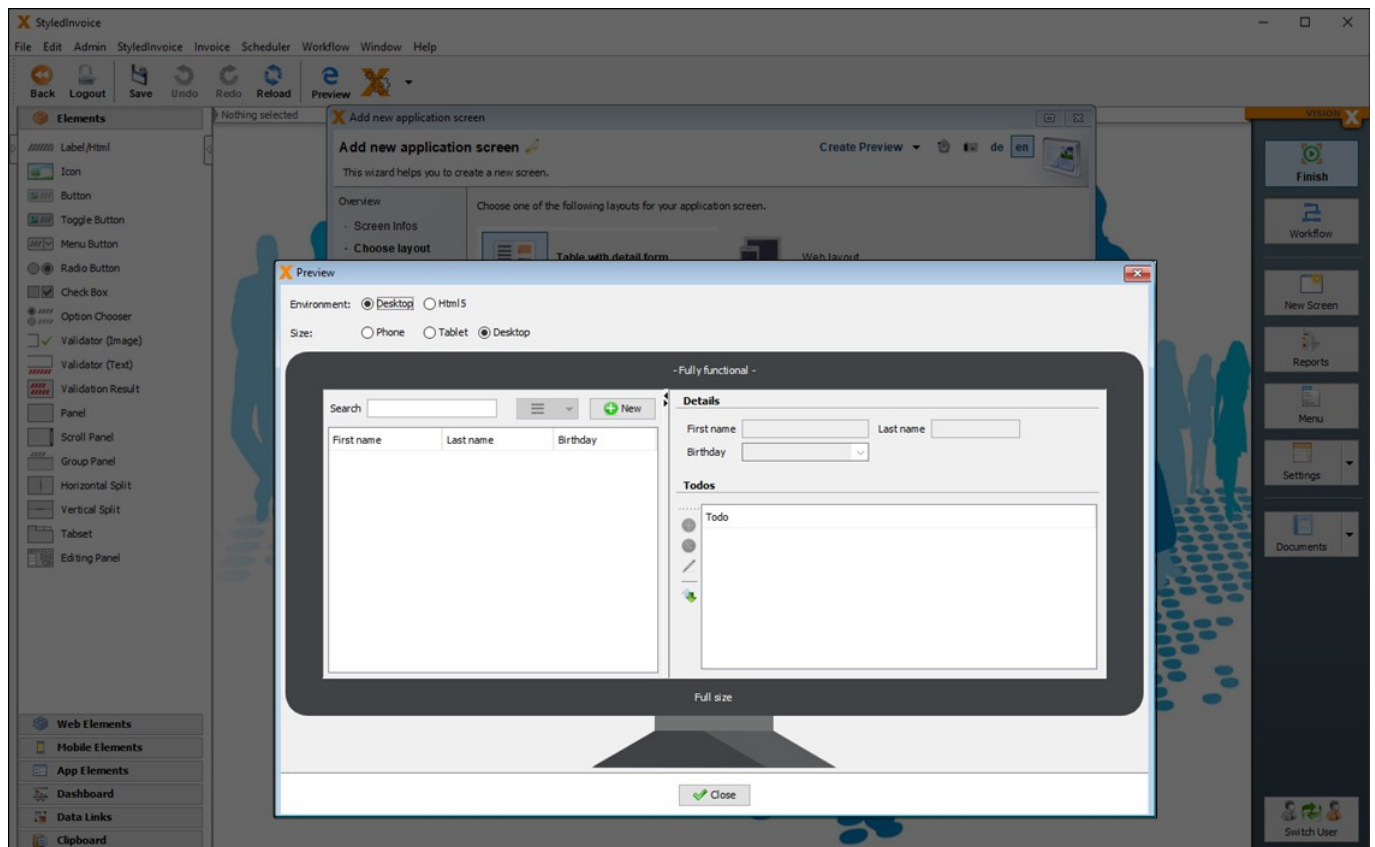 StyledInvoice
File Edit Admin StyledInvoice Invoice Scheduler Workflow Window Help
Back Logout Save Undo Redo Reload Preview
Elements
Nothing selected
Label/Html
Icon
Button
Toggle Button
Menu Button
Radio Button
Check Box
Option Chooser
Validator (Image)
Validator (Text)
Validation Result
Panel
Scroll Panel
Group Panel
Horizontal Split
Vertical Split
Tabset
Editing Panel
Web Elements
Mobile Elements
App Elements
Dashboard
Data Links
Clipboard
Add new application screen
Add new application screen
Create Preview de en
This wizard helps you to create a new screen.
Overview
- Screen Infos
- Choose layout
Choose one of the following layouts for your application screen.
Table with detail form
Web layout
Preview
Environment: Desktop Html5
Size: Phone Tablet Desktop
- Fully functional -
Search New
First name Last name Birthday
Details
First name Last name
Birthday
Todos
Todo
Full size
Close
VISION X
Finish
Workflow
New Screen
Reports
Menu
Settings
Documents
Switch User